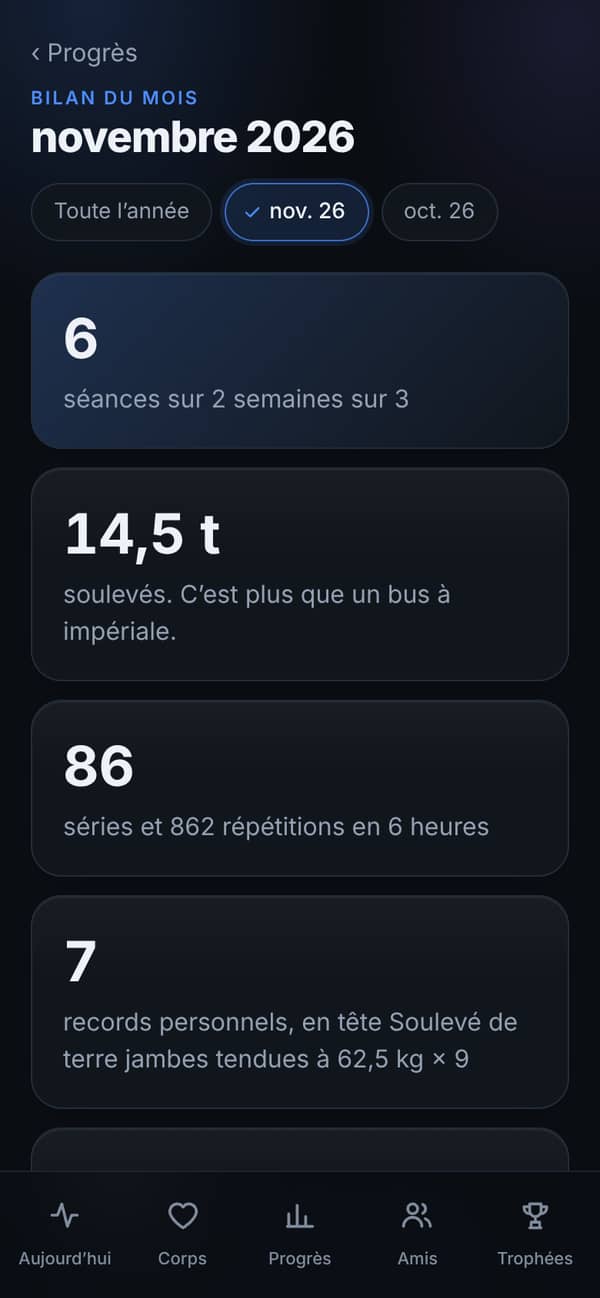 ‹ Progrès
BILAN DU MOIS
novembre 2026
Toute l’année
✓ nov. 26
oct. 26
6
séances sur 2 semaines sur 3
14,5 t
soulevés. C’est plus que un bus à
impériale.
86
séries et 862 répétitions en 6 heures
7
records personnels, en tête Soulevé de
terre jambes tendues à 62,5 kg × 9
Aujourd’hui
Corps
Progrès
Amis
Trophées